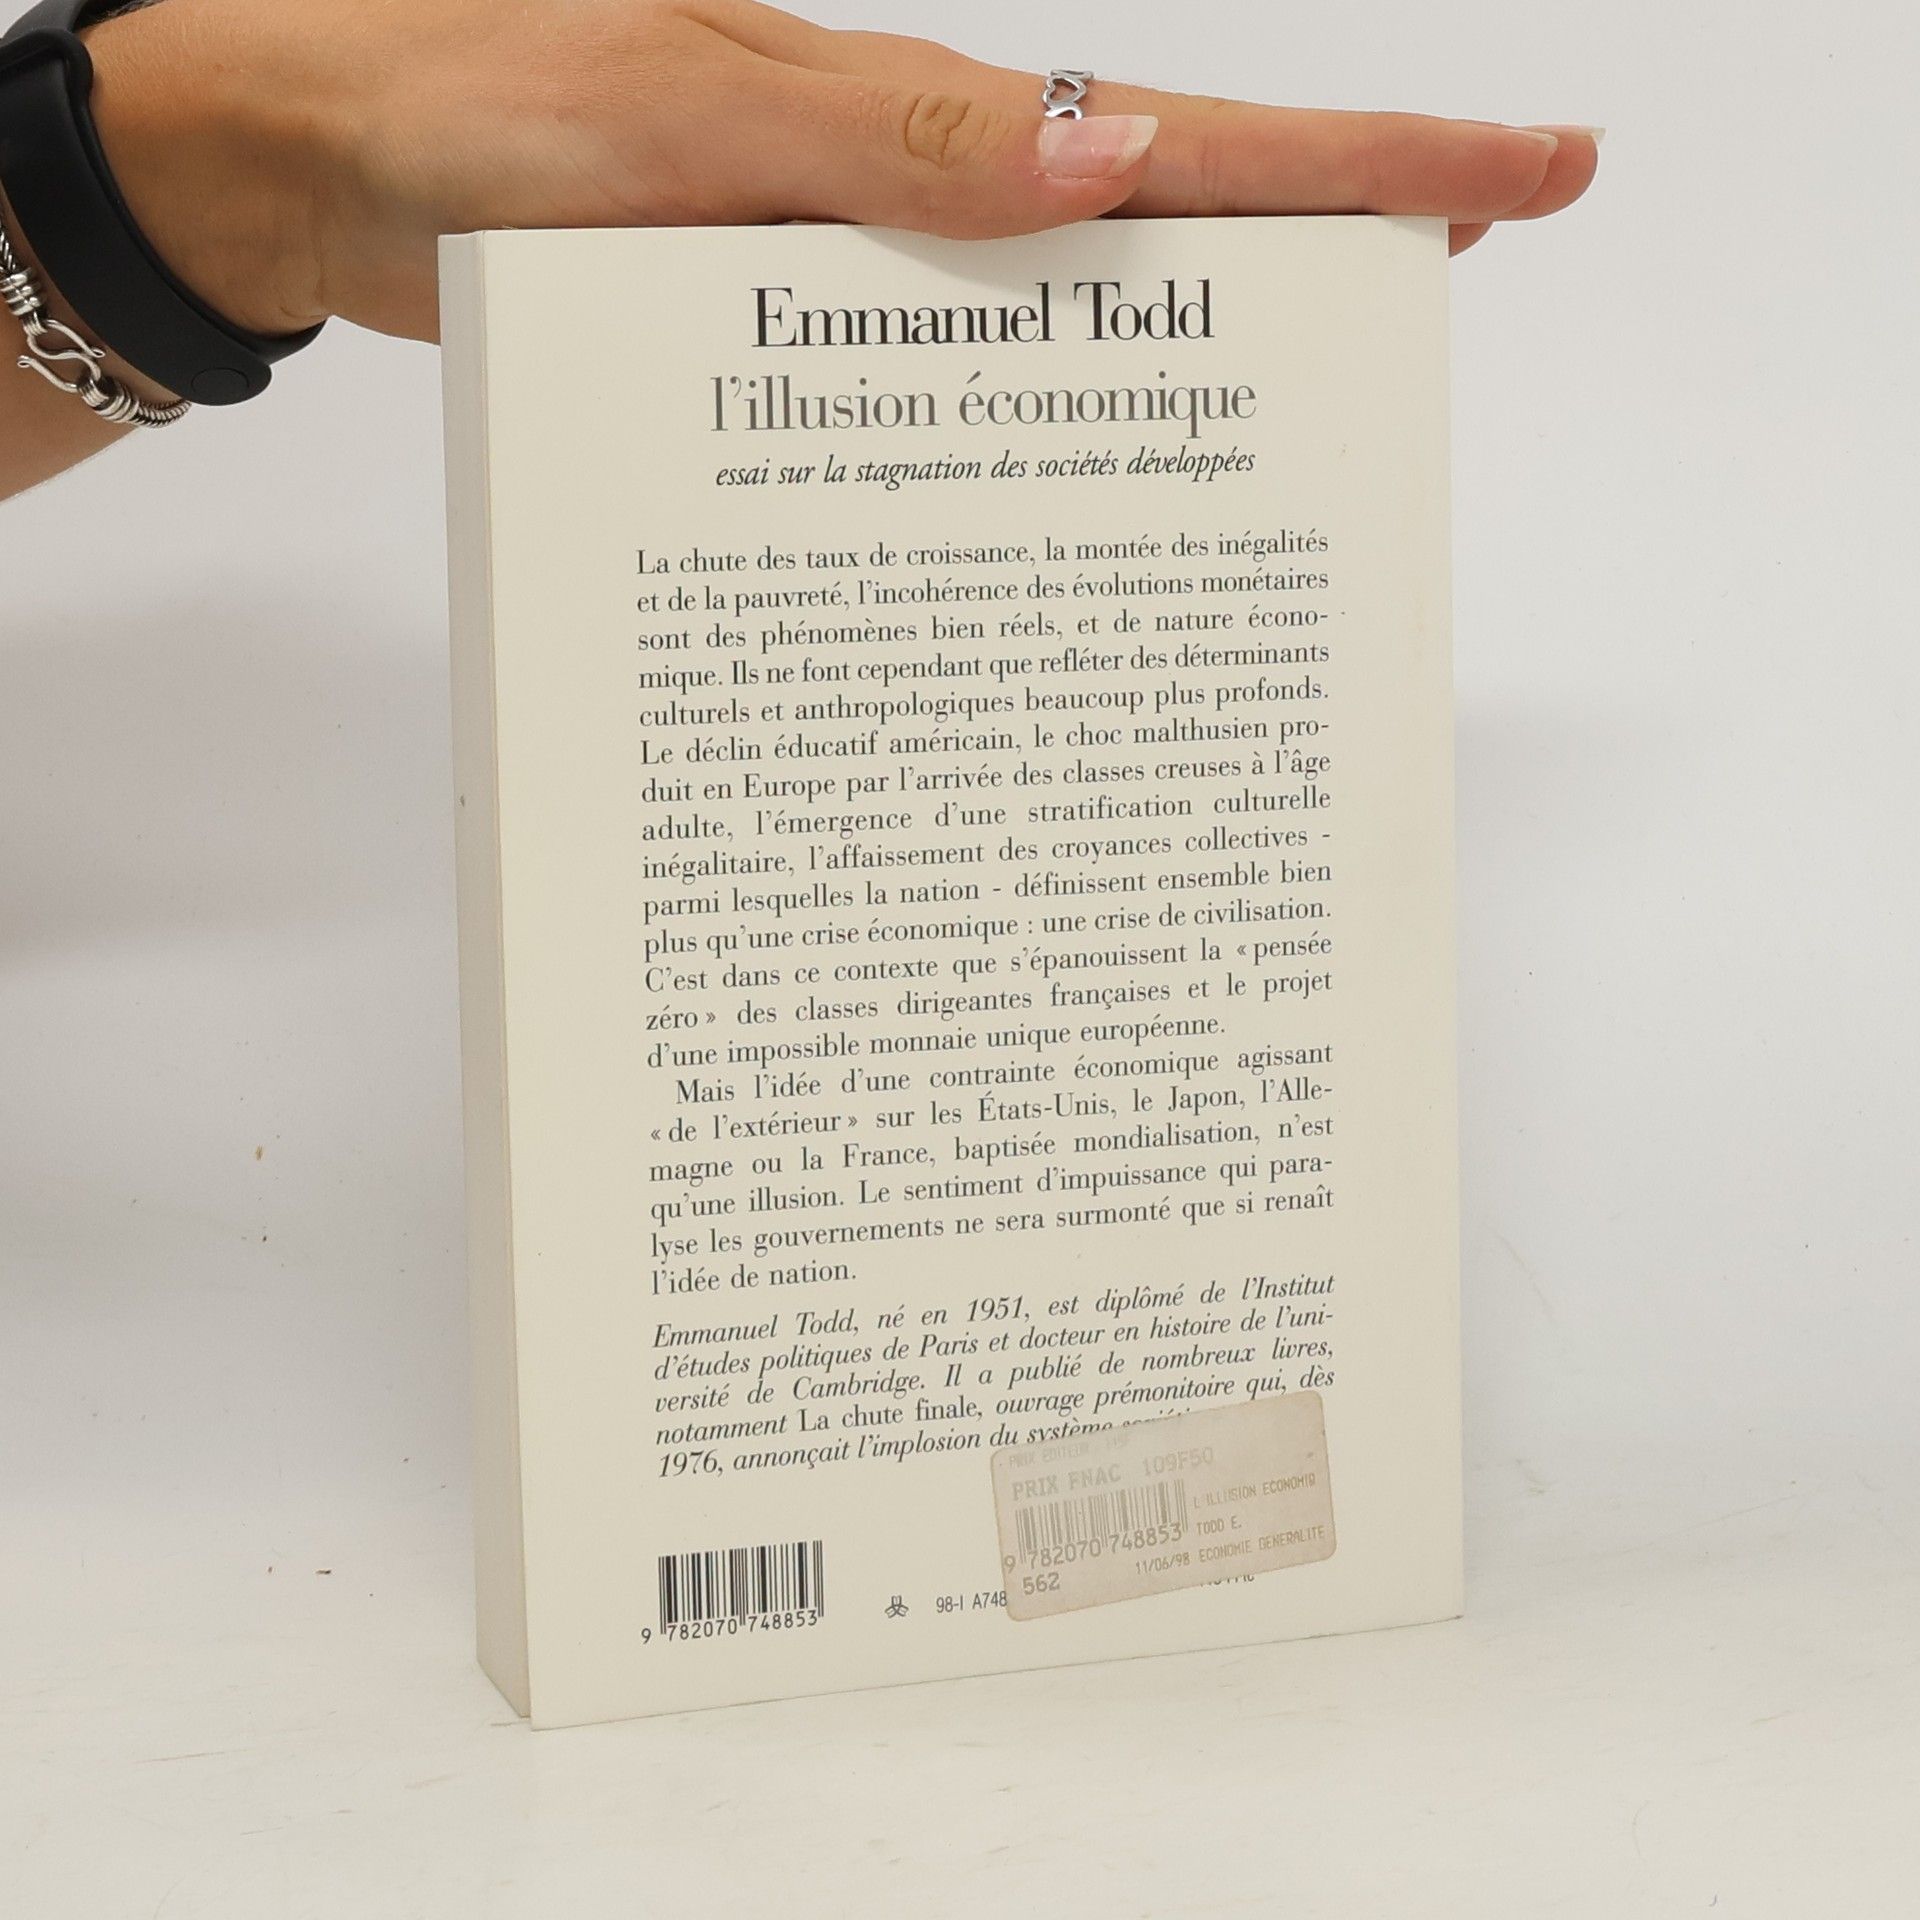 Emmanuel Todd
l'illusion économique
essai sur la stagnation des sociétés développées
La chute des taux de croissance, la montée des inégalités
et de la pauvreté, l'incohérence des évolutions monétaires
sont des phénomènes bien réels, et de nature écono-
mique. Ils ne font cependant que refléter des déterminants
culturels et anthropologiques beaucoup plus profonds.
Le déclin éducatif américain, le choc malthusien pro-
duit en Europe par l'arrivée des classes creuses à l'âge
adulte, l'émergence d'une stratification culturelle
inégalitaire, l'affaissement des croyances collectives -
parmi lesquelles la nation - définissent ensemble bien
plus qu'une crise économique : une crise de civilisation.
C'est dans ce contexte que s'épanouissent la « pensée
zéro » des classes dirigeantes françaises et le projet
d'une impossible monnaie unique européenne.
Mais l'idée d'une contrainte économique agissant
« de l'extérieur » sur les États-Unis, le Japon, l'Alle-
magne ou la France, baptisée mondialisation, n'est
qu'une illusion. Le sentiment d'impuissance qui para-
lyse les gouvernements ne sera surmonté que si renaît
l'idée de nation.
Emmanuel Todd, né en 1951, est diplômé de l'Institut
d'études politiques de Paris et docteur en histoire de l'uni-
versité de Cambridge. Il a publié de nombreux livres,
notamment La chute finale, ouvrage prémonitoire qui, dès
1976, annonçait l'implosion du système
PRIX EDITEUR
PRIX FNAC 109F50
L ILLUSION ECONOMIQ
TODD E.
9 782070 748853
11/06/98 ECONOMIE GENERALITE
562
9 782070 748853
98-I A748